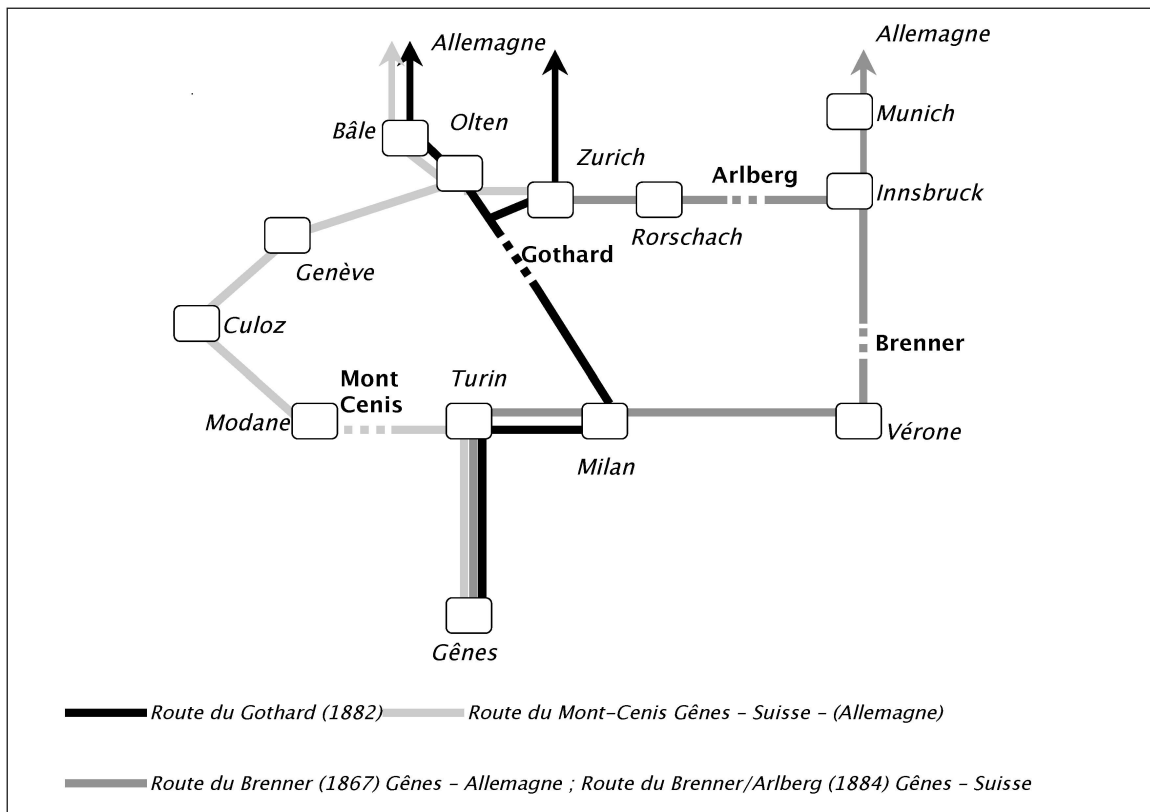 Allemagne
Allemagne
Munich
Bâle
Olten
Zurich
Arlberg
Innsbruck
Rorschach
Gothard
Genève
Culoz
Brenner
Mont
Cenis
Turin
Modane
Milan
Vérone
Gênes
Route du Gothard (1882)
Route du Mont-Cenis Gênes – Suisse – (Allemagne)
Route du Brenner (1867) Gênes – Allemagne ; Route du Brenner/Arlberg (1884) Gênes – Suisse